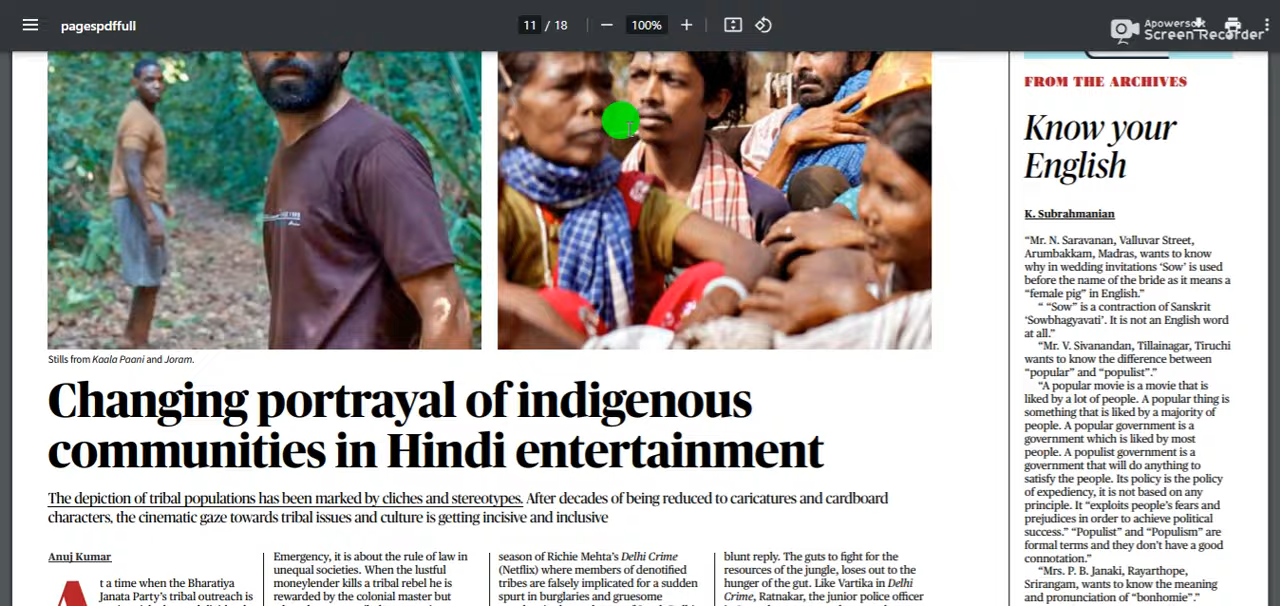 pagespdffull
11 / 18
100%
Apowersoft
Screen Recorder
Stills from Kaala Paani and Joram.
Changing portrayal of indigenous
communities in Hindi entertainment
The depiction of tribal populations has been marked by cliches and stereotypes. After decades of being reduced to caricatures and cardboard
characters, the cinematic gaze towards tribal issues and culture is getting incisive and inclusive
Anuj Kumar
At a time when the Bharatiya
Janata Party's tribal outreach is
Emergency, it is about the rule of law in
unequal societies. When the lustful
moneylender kills a tribal rebel he is
rewarded by the colonial master but
season of Richie Mehta's Delhi Crime
(Netflix) where members of denotified
tribes are falsely implicated for a sudden
spurt in burglaries and gruesome
blunt reply. The guts to fight for the
resources of the jungle, loses out to the
hunger of the gut. Like Vartika in Delhi
Crime, Ratnakar, the junior police officer
FROM THE ARCHIVES
Know your
English
K. Subrahmanian
“Mr. N. Saravanan, Valluvar Street,
Arumbakkam, Madras, wants to know
why in wedding invitations ‘Sow’ is used
before the name of the bride as it means a
“female pig” in English.”
“ “Sow” is a contraction of Sanskrit
‘Sowbhagyavati’. It is not an English word
at all.”
“Mr. V. Sivanandan, Tillainagar, Tiruchi
wants to know the difference between
“popular” and “populist”.”
“A popular movie is a movie that is
liked by a lot of people. A popular thing is
something that is liked by a majority of
people. A popular government is a
government which is liked by most
people. A populist government is a
government that will do anything to
satisfy the people. Its policy is the policy
of expediency, it is not based on any
principle. It “exploits people's fears and
prejudices in order to achieve political
success.” “Populist” and “Populism” are
formal terms and they don't have a good
connotation.”
“Mrs. P. B. Janaki, Rayarthope,
Srirangam, wants to know the meaning
and pronunciation of “bonhomie”.”